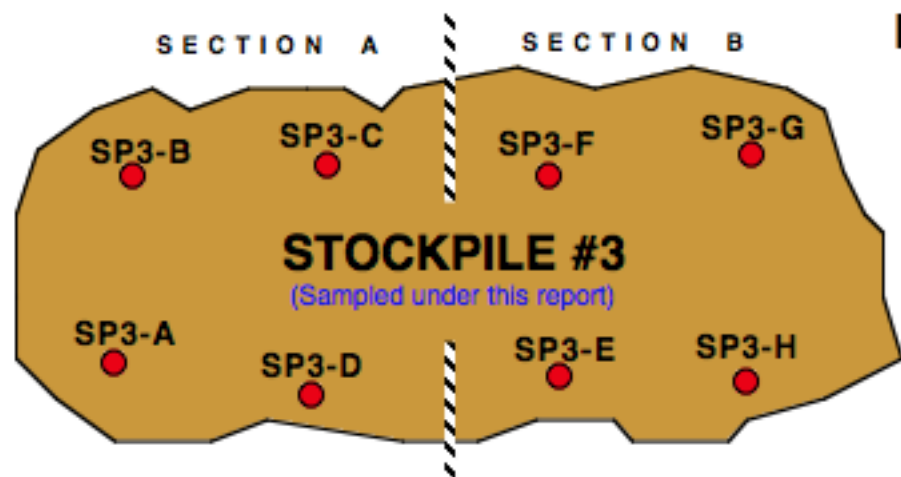 SECTION A
SECTION B
SP3-B
SP3-C
SP3-F
SP3-G
STOCKPILE #3
(Sampled under this report)
SP3-A
SP3-D
SP3-E
SP3-H